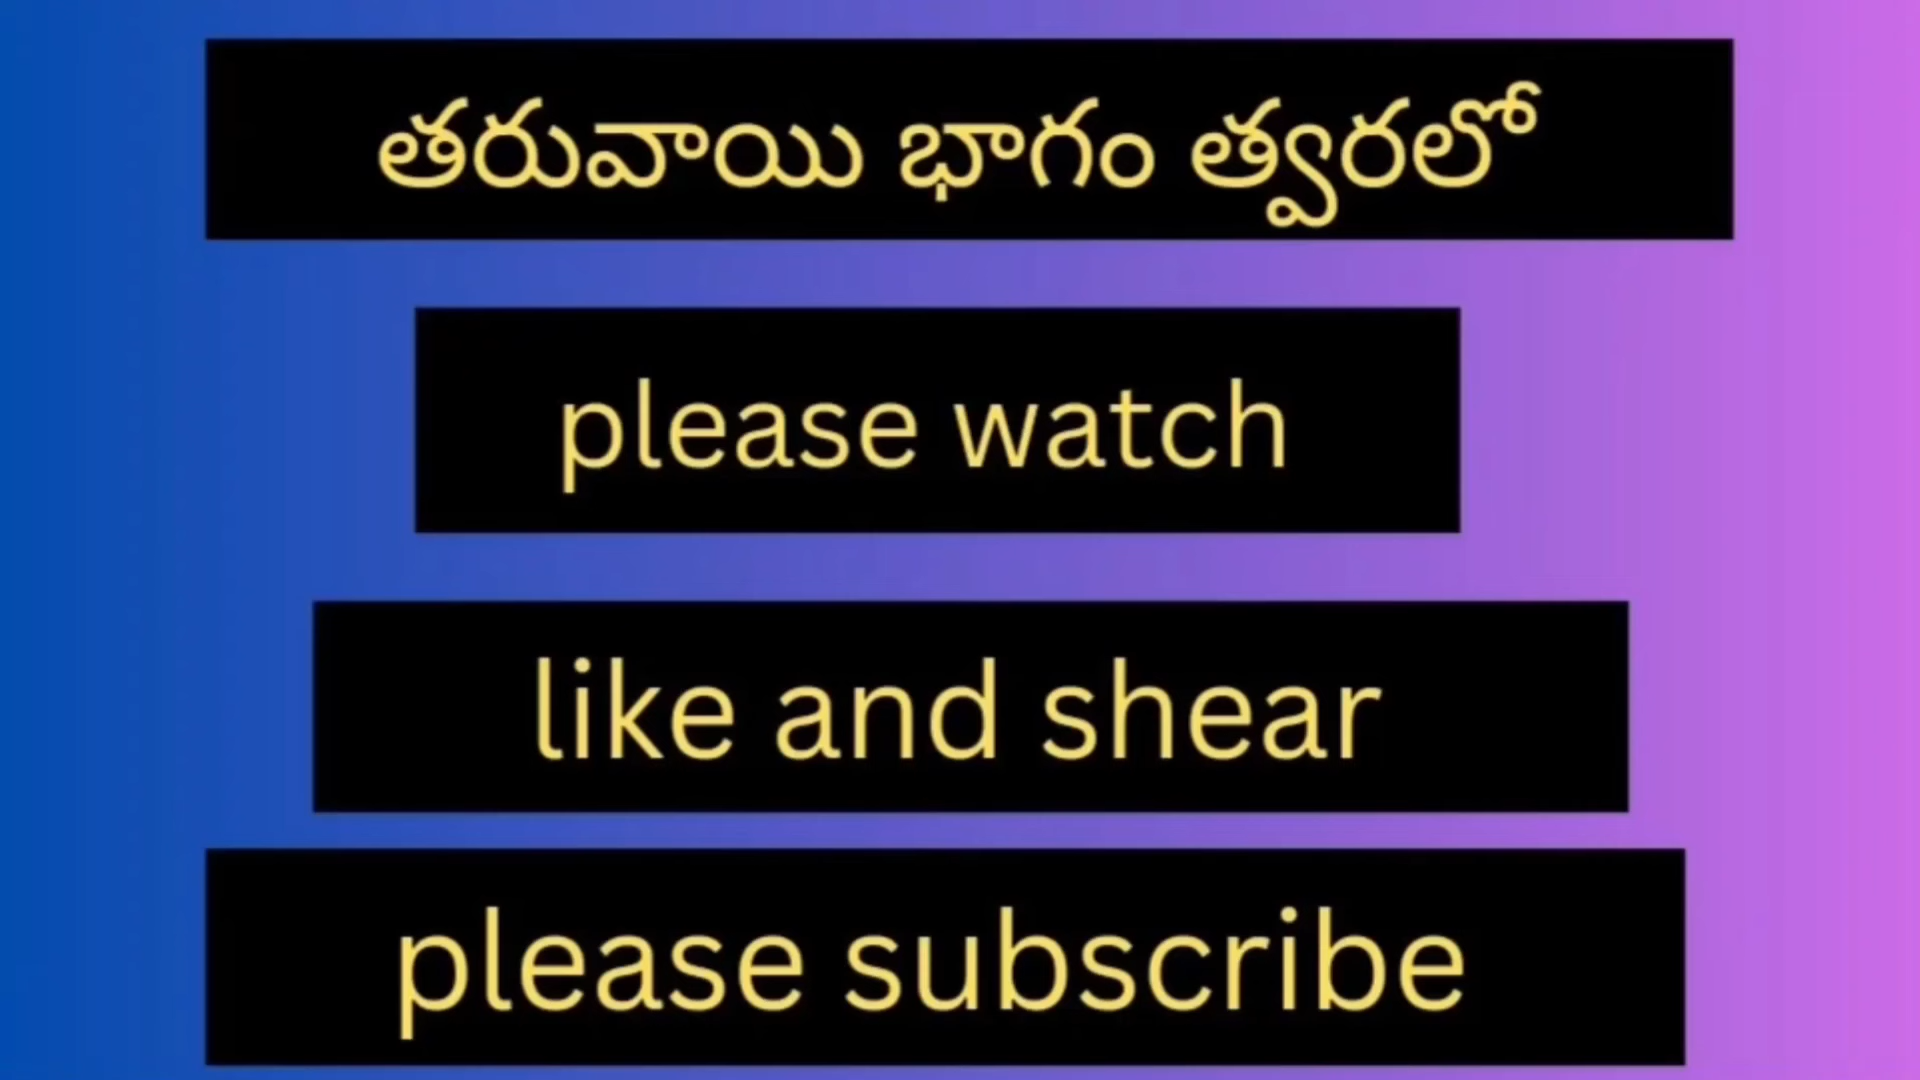 తరువాయి భాగం త్వరలో
please watch
like and shear
please subscribe